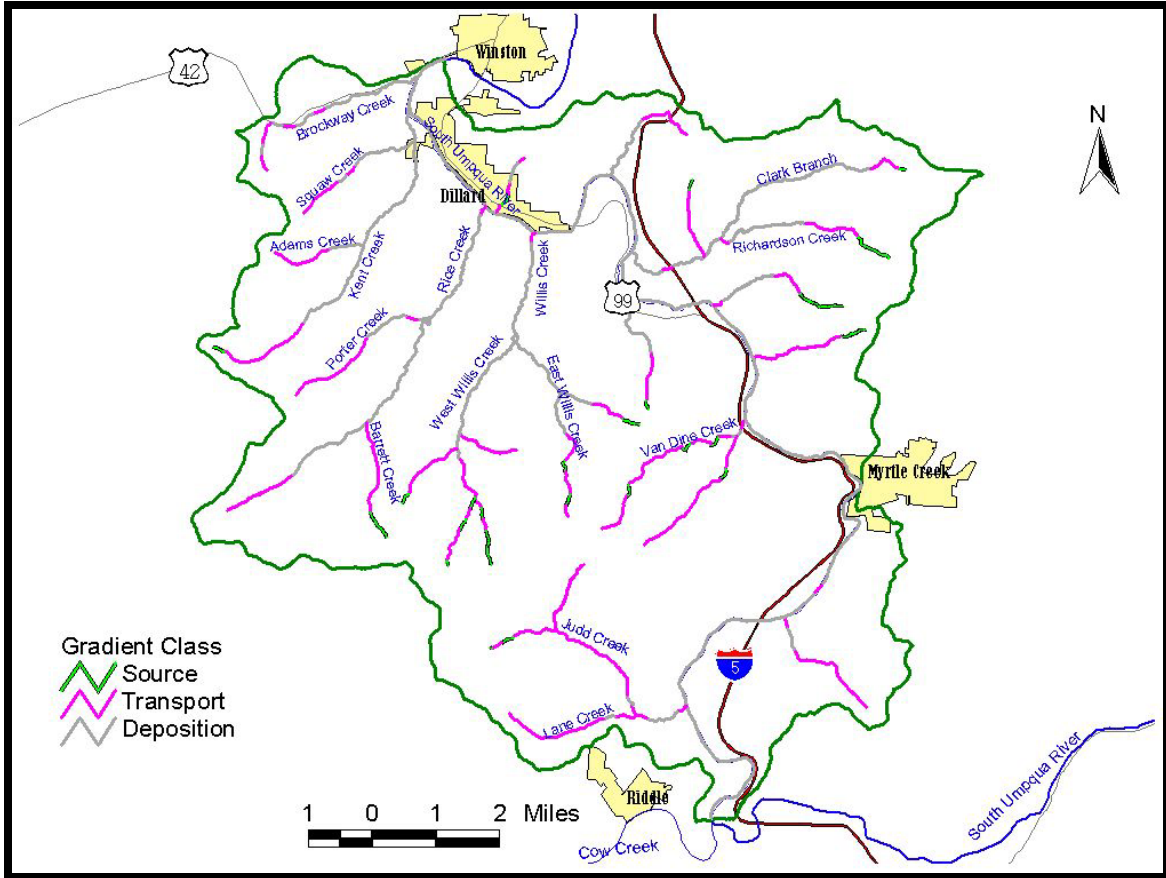 Winston
42
Brockway Creek
South Umpqua River
N
Clark Branch
Squaw Creek
Dillard
Adams Creek
Richardson Creek
Kent Creek
Rice Creek
Willis Creek
99
Porter Creek
West Willis Creek
East Willis Creek
Barrett Creek
Van Dine Creek
Myrtle Creek
Judd Creek
Gradient Class
Source
Transport
Deposition
5
Lane Creek
Riddle
South Umpqua River
1 0 1 2 Miles
Cow Creek